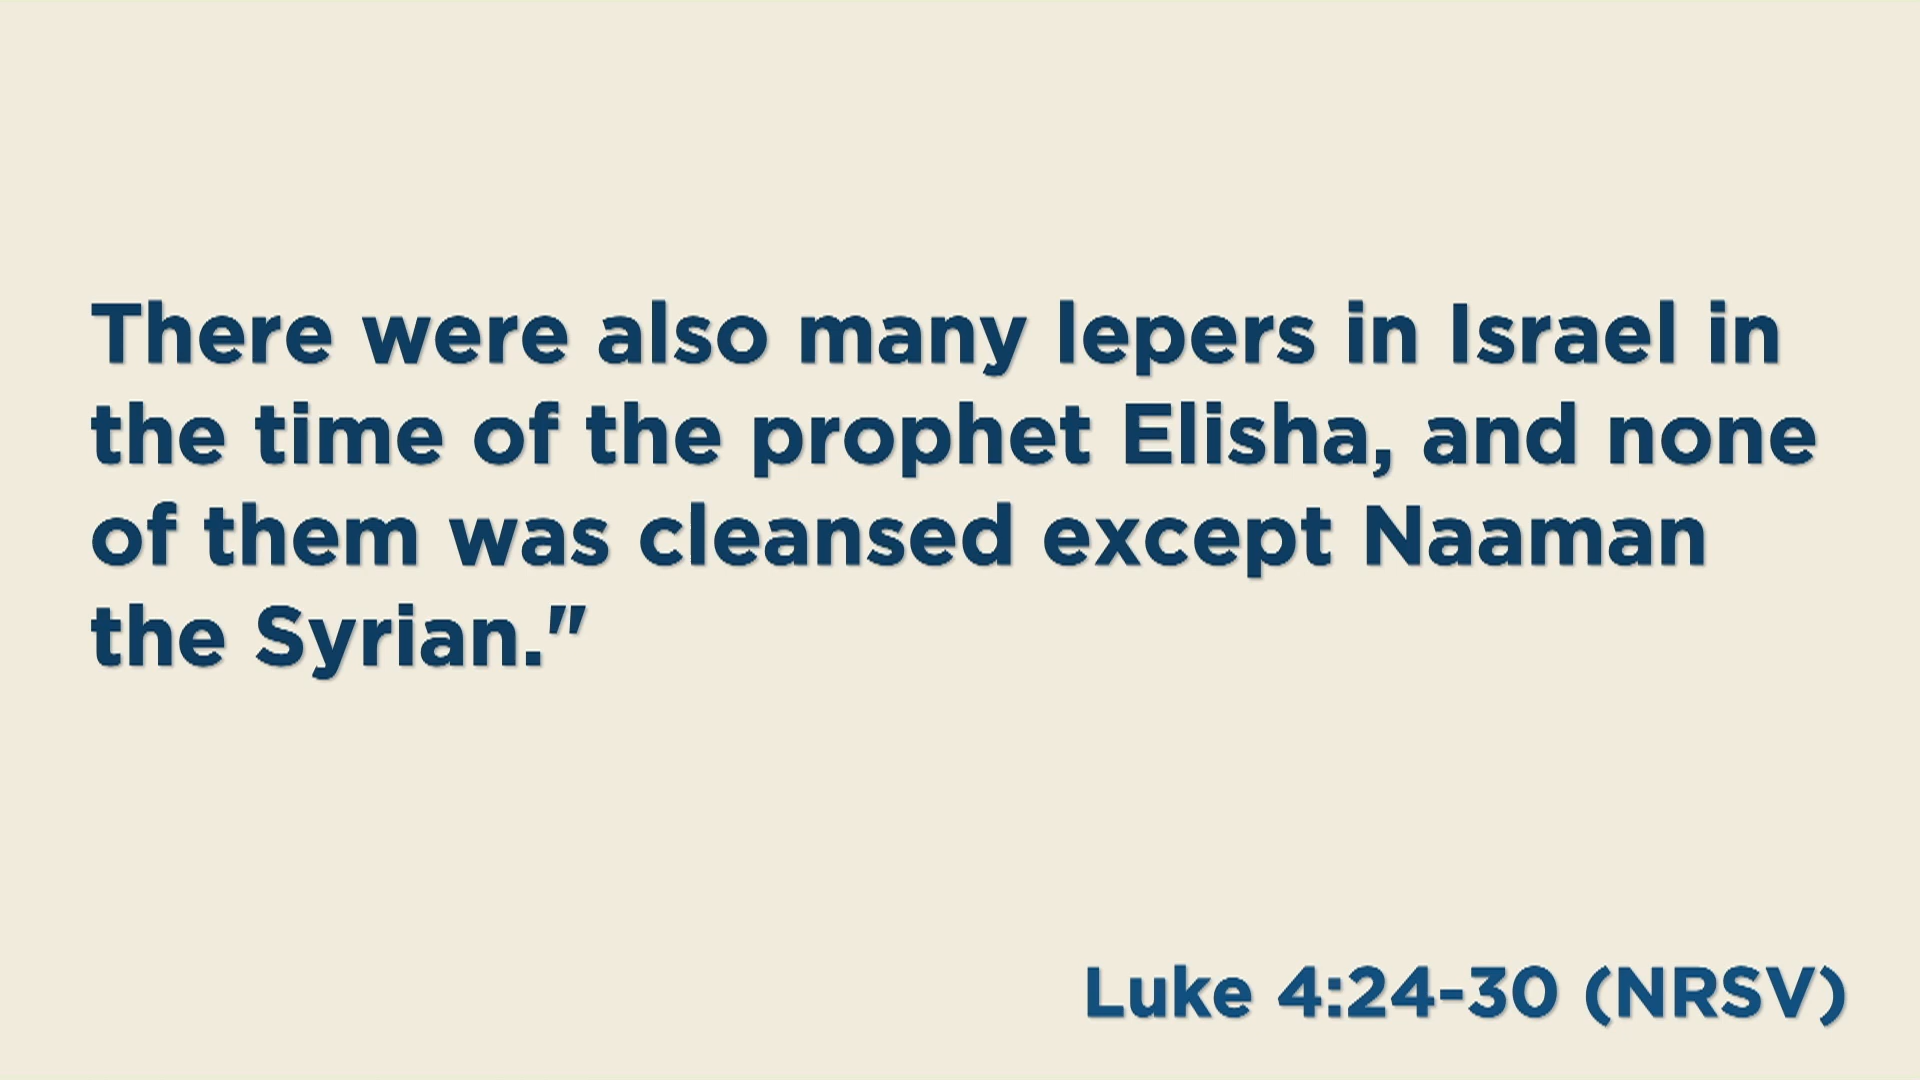 There were also many lepers in Israel in
the time of the prophet Elisha, and none
of them was cleansed except Naaman
the Syrian."
Luke 4:24-30 (NRSV)